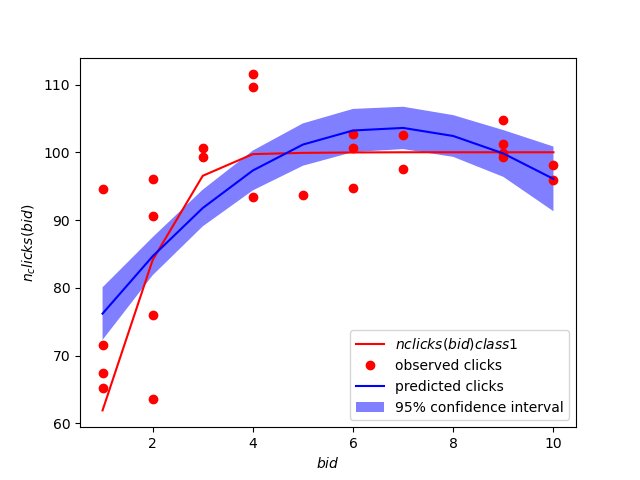 110
100
90
80
70
60
n_clicks(bid)
nclicks(bid)class1
observed clicks
predicted clicks
95% confidence interval
2
4
6
8
10
bid